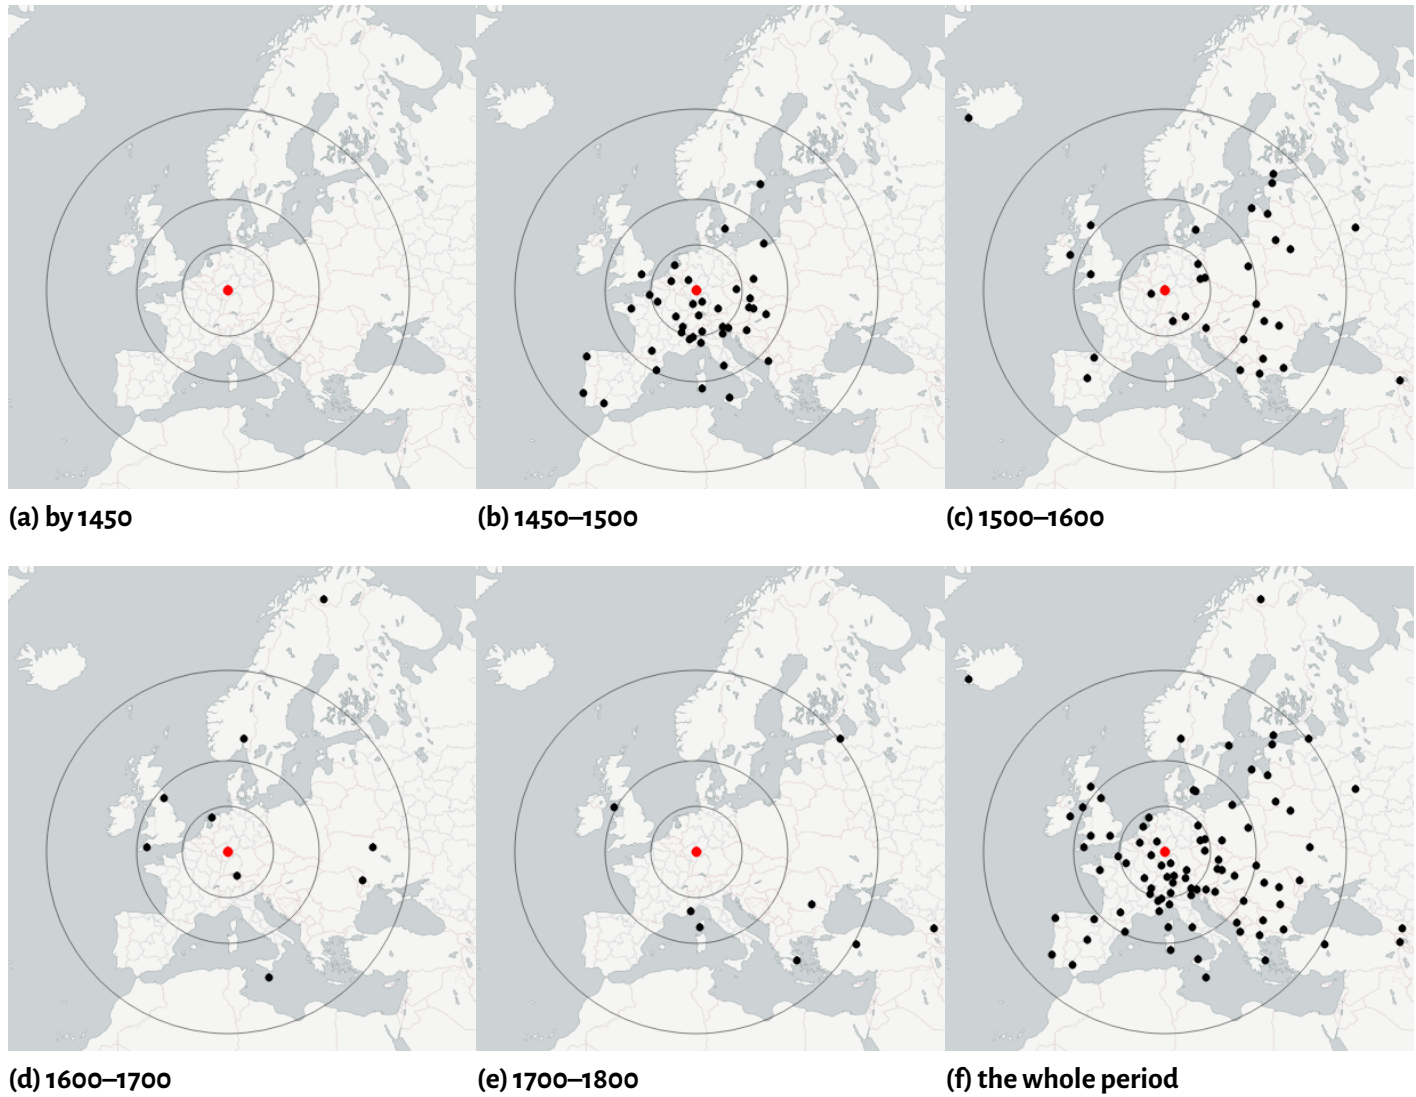 (a) by 1450
(b) 1450–1500
(c) 1500–1600
(d) 1600–1700
(e) 1700–1800
(f) the whole period